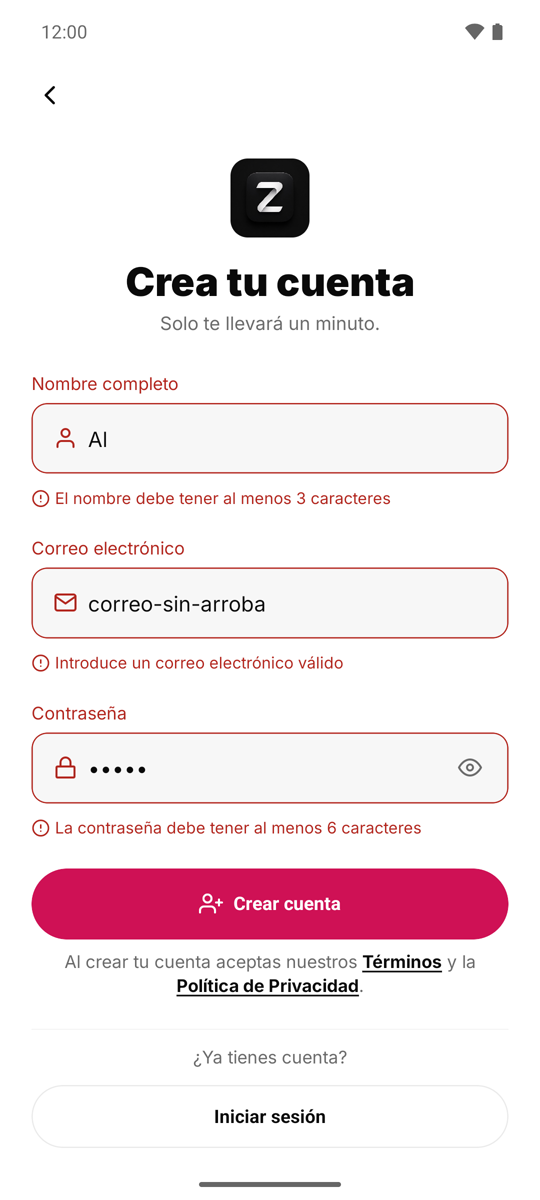 12:00
Z
Crea tu cuenta
Solo te llevará un minuto.
Nombre completo
Al
El nombre debe tener al menos 3 caracteres
Correo electrónico
correo-sin-arroba
Introduce un correo electrónico válido
Contraseña
•••••
La contraseña debe tener al menos 6 caracteres
Crear cuenta
Al crear tu cuenta aceptas nuestros Términos y la
Política de Privacidad.
¿Ya tienes cuenta?
Iniciar sesión